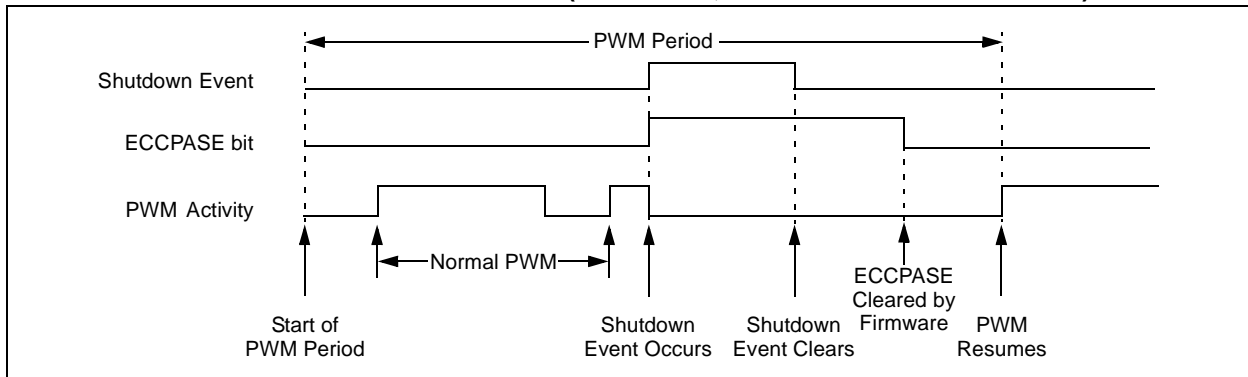 PWM Period
Shutdown Event
ECCPASE bit
PWM Activity
Normal PWM
Start of
PWM Period
Shutdown
Event Occurs
Shutdown
Event Clears
ECCPASE
Cleared by
Firmware
PWM
Resumes